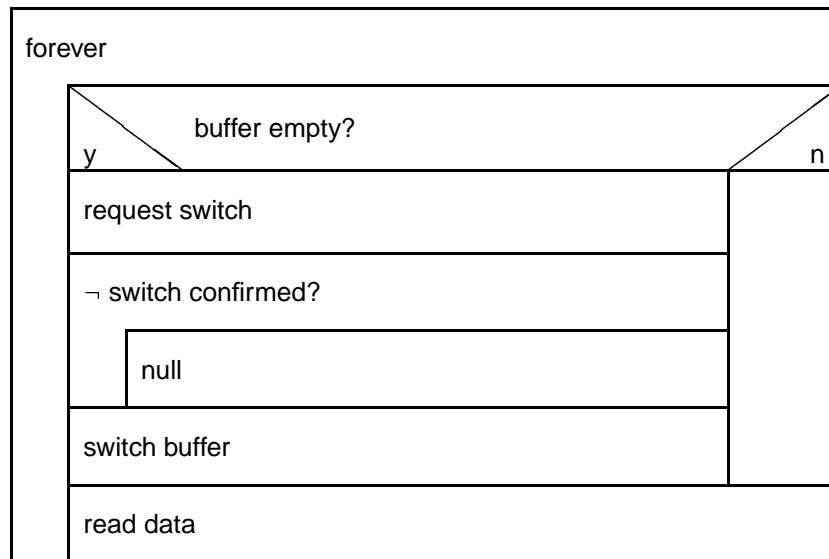 forever
buffer empty?
y
n
request switch
¬ switch confirmed?
null
switch buffer
read data